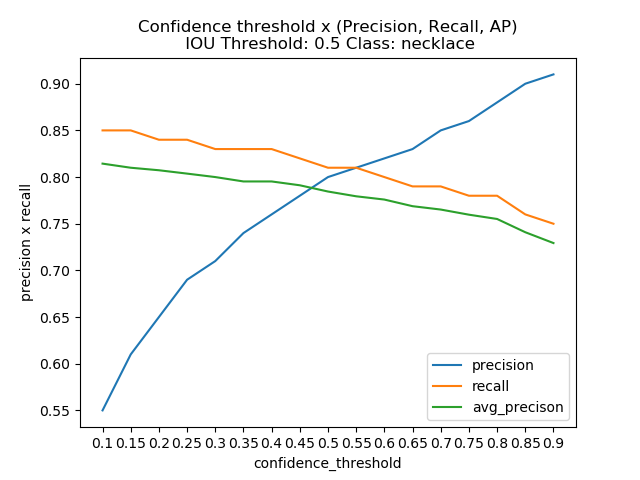 Confidence threshold x (Precision, Recall, AP)
IOU Threshold: 0.5 Class: necklace
precision x recall
0.90
0.85
0.80
0.75
0.70
0.65
0.60
0.55
precision
recall
avg_precison
0.1 0.15 0.2 0.25 0.3 0.35 0.4 0.45 0.5 0.55 0.6 0.65 0.7 0.75 0.8 0.85 0.9
confidence_threshold